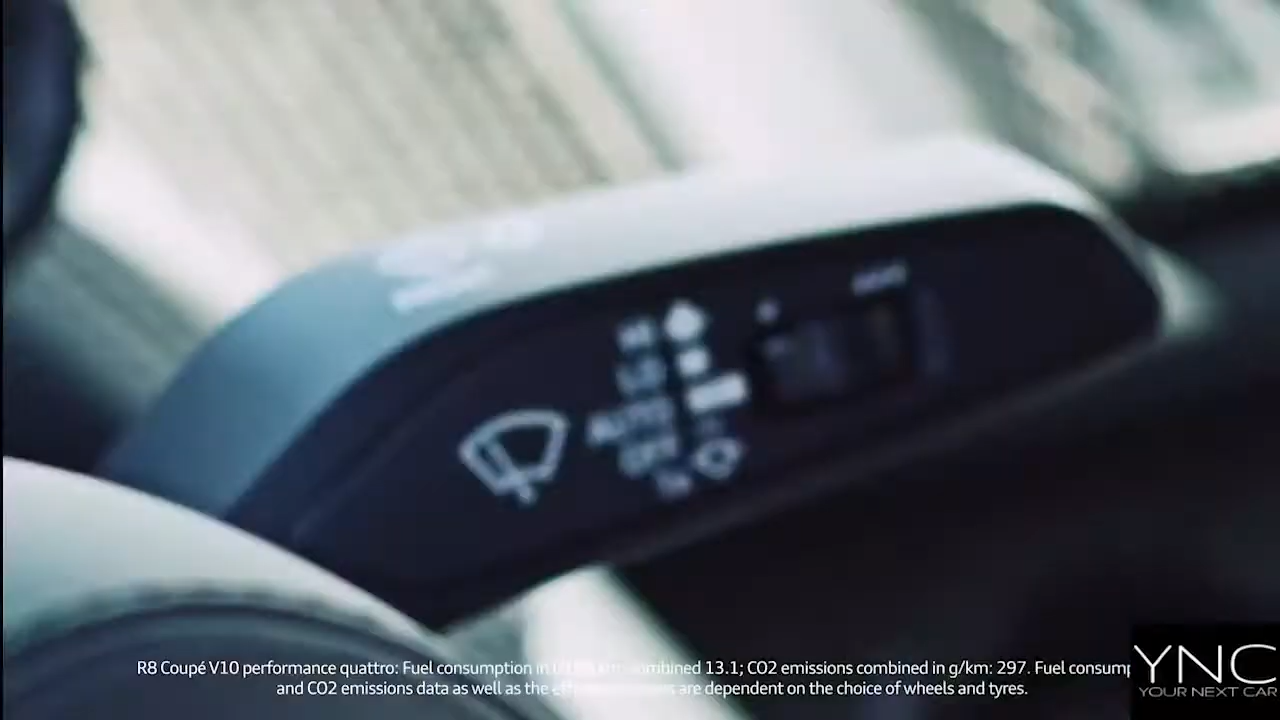 HI
LO
AUTO
OFF
1x
R8 Coupé V10 performance quattro: Fuel consumption in combined 13.1; CO2 emissions combined in g/km: 297. Fuel
and CO2 emissions data as well as the are dependent on the choice of wheels and tyres.
YNC
YOUR NEXT CAR